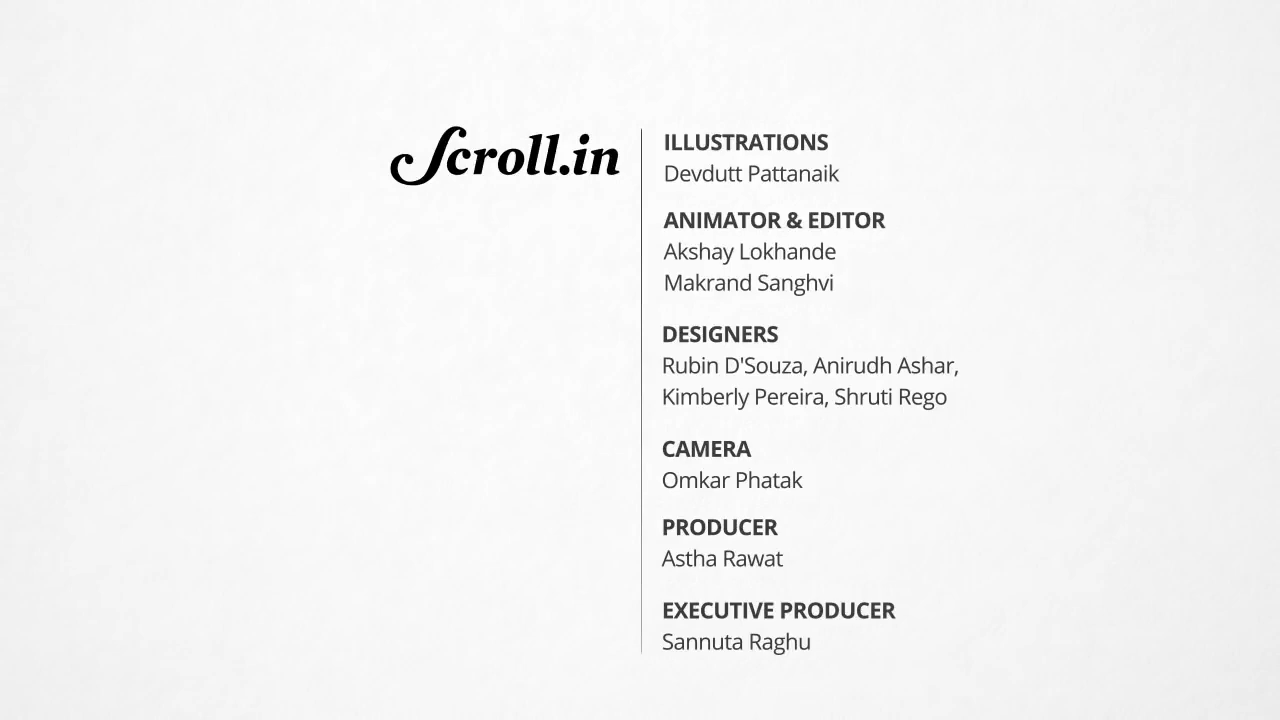 Scroll.in
ILLUSTRATIONS
Devdutt Pattanaik
ANIMATOR & EDITOR
Akshay Lokhande
Makrand Sanghvi
DESIGNERS
Rubin D'Souza, Anirudh Ashar,
Kimberly Pereira, Shruti Rego
CAMERA
Omkar Phatak
PRODUCER
Astha Rawat
EXECUTIVE PRODUCER
Sannuta Raghu